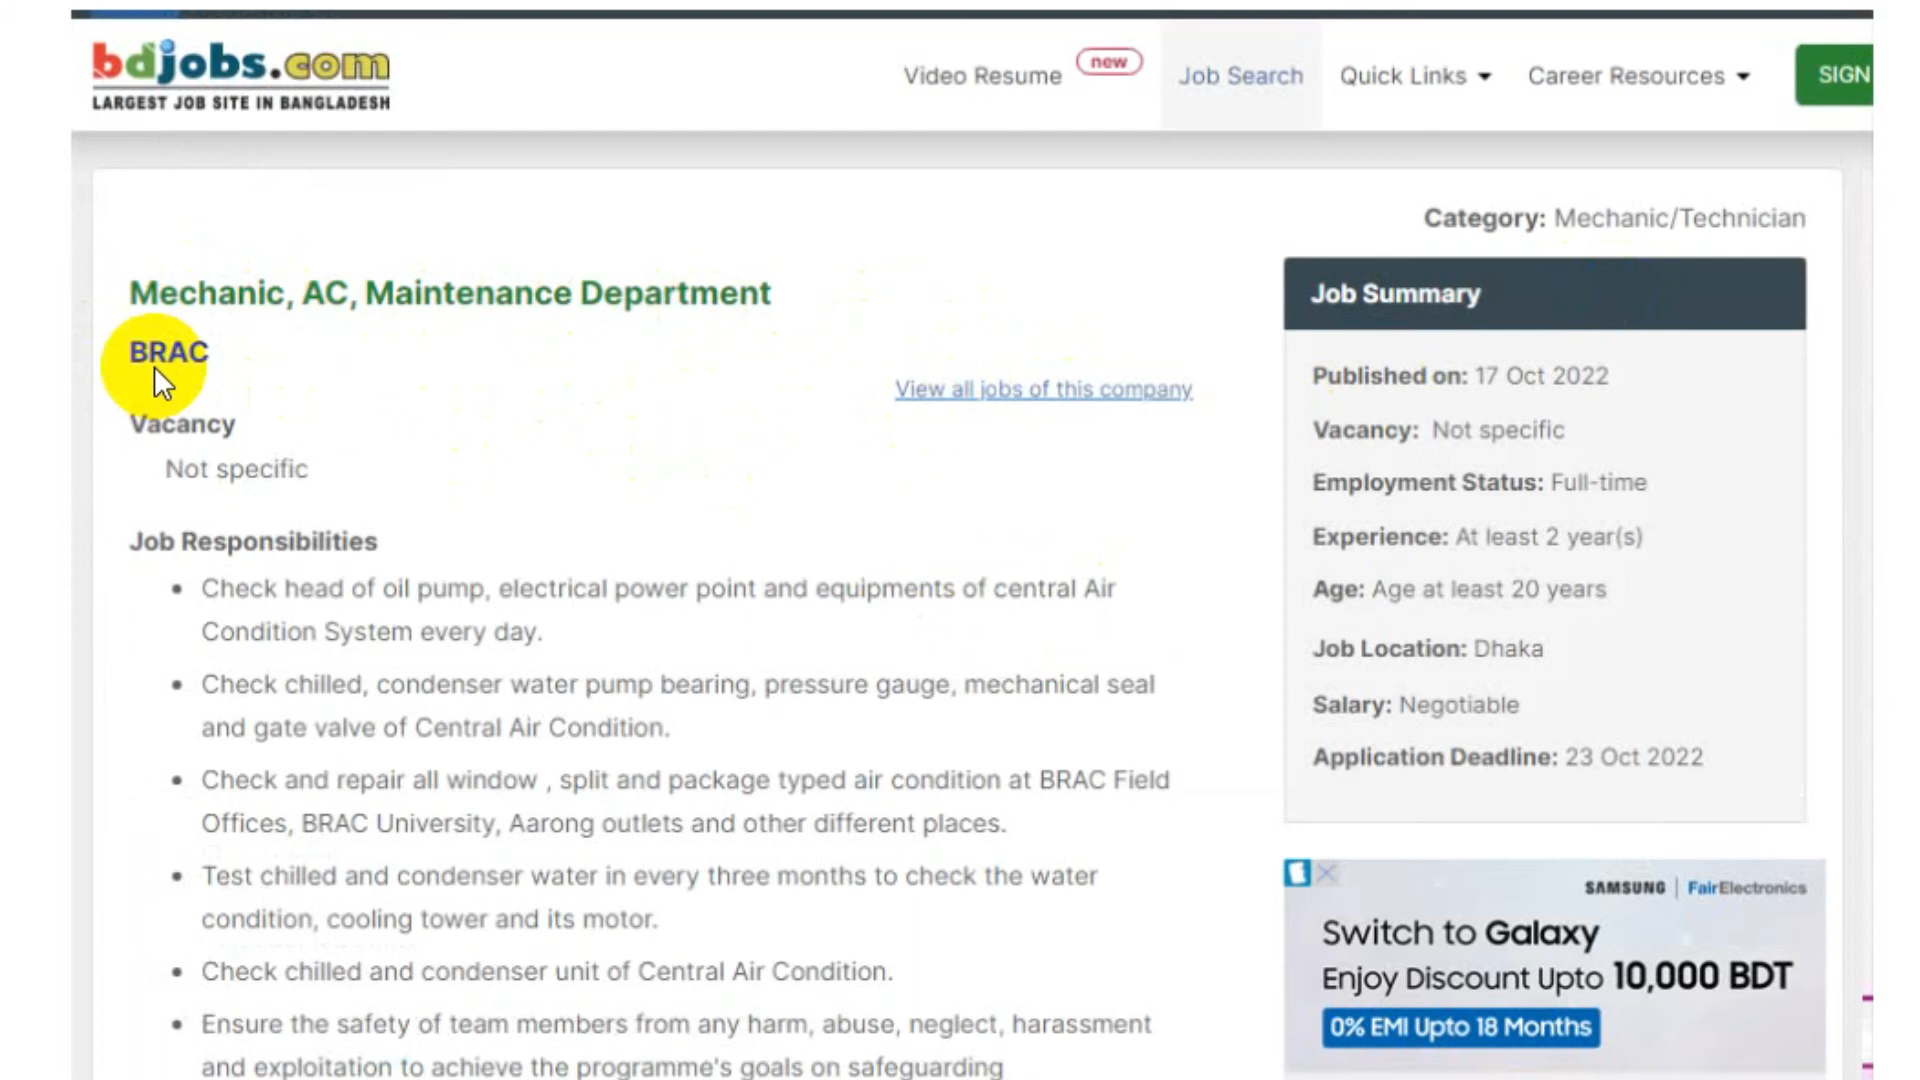 bdjobs.com
LARGEST JOB SITE IN BANGLADESH
Video Resume new Job Search Quick Links Career Resources SIGN
Category: Mechanic/Technician
Mechanic, AC, Maintenance Department
BRAC
View all jobs of this company
Vacancy
Not specific
Job Responsibilities
• Check head of oil pump, electrical power point and equipments of central Air
Condition System every day.
• Check chilled, condenser water pump bearing, pressure gauge, mechanical seal
and gate valve of Central Air Condition.
• Check and repair all window , split and package typed air condition at BRAC Field
Offices, BRAC University, Aarong outlets and other different places.
• Test chilled and condenser water in every three months to check the water
condition, cooling tower and its motor.
• Check chilled and condenser unit of Central Air Condition.
• Ensure the safety of team members from any harm, abuse, neglect, harassment
and exploitation to achieve the programme's goals on safeguarding
Job Summary
Published on: 17 Oct 2022
Vacancy: Not specific
Employment Status: Full-time
Experience: At least 2 year(s)
Age: Age at least 20 years
Job Location: Dhaka
Salary: Negotiable
Application Deadline: 23 Oct 2022
SAMSUNG | FairElectronics
Switch to Galaxy
Enjoy Discount Upto 10,000 BDT
0% EMI Upto 18 Months